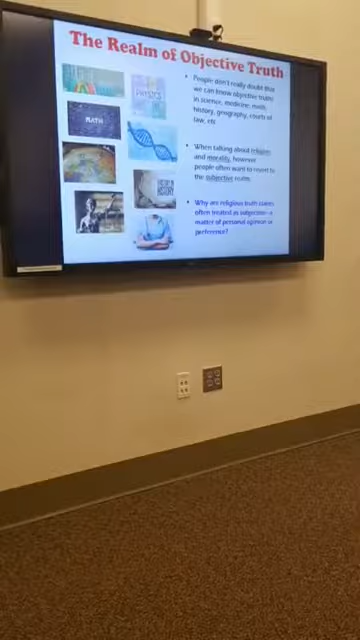 The Realm of Objective Truth
PHYSICS
MATH
• People don't really doubt that
we can know objective truths
in science, medicine, math,
history, geography, courts of
law, etc.
• When talking about religion
and morality, however
people often want to revert to
the subjective realm.
• Why are religious truth claims
often treated as subjective—a
matter of personal opinion or
preference?